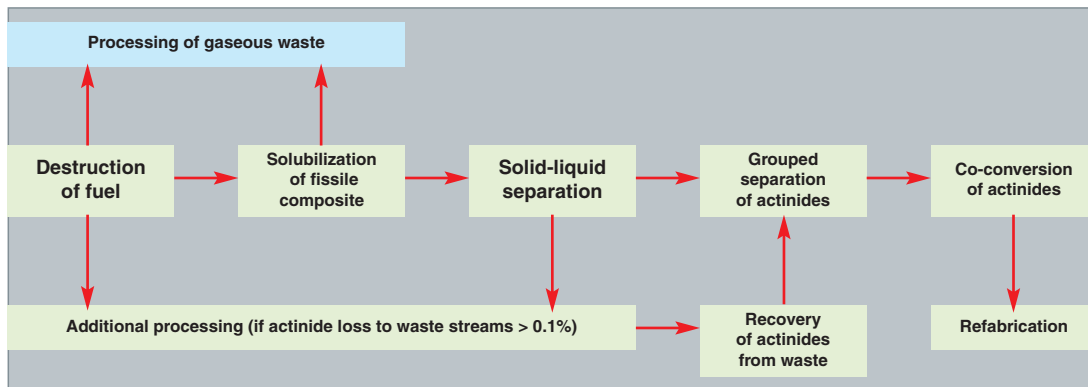 Processing of gaseous waste
Destruction
of fuel
Solubilization
of fissile
composite
Solid-liquid
separation
Grouped
separation
of actinides
Co-conversion
of actinides
Additional processing (if actinide loss to waste streams > 0.1%)
Recovery
of actinides
from waste
Refabrication